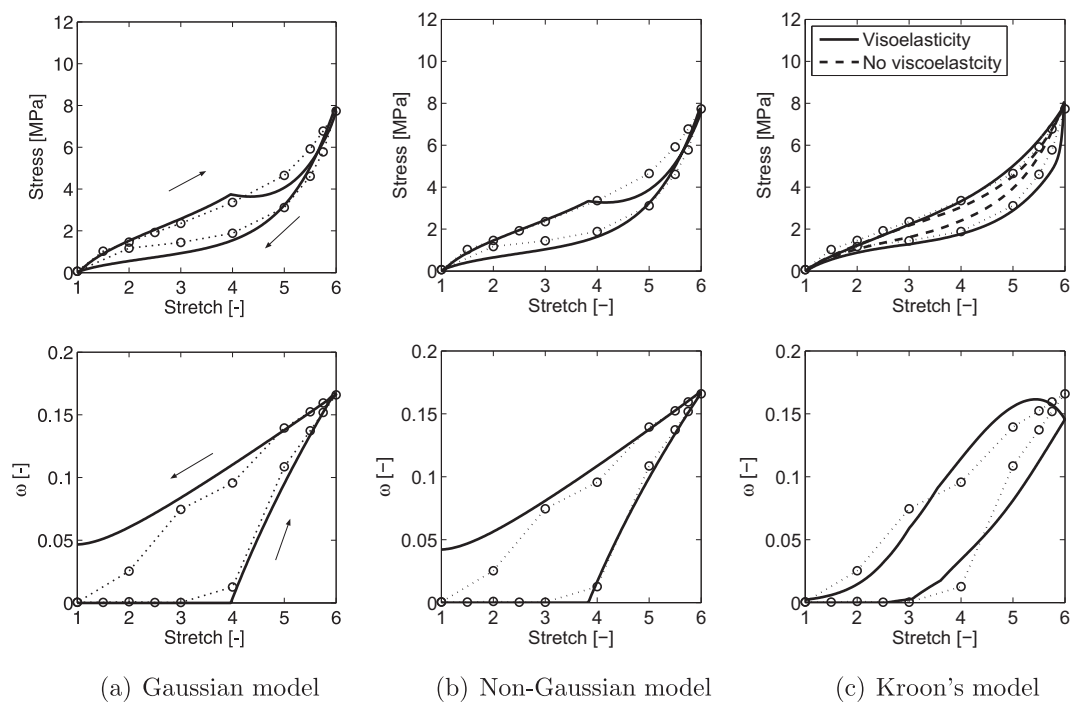 12
10
8
6
4
2
0
Stress [MPa]
1 2 3 4 5 6
Stretch [-]
12
10
8
6
4
2
0
Stress [MPa]
1 2 3 4 5 6
Stretch [−]
12
10
8
6
4
2
0
Stress [MPa]
Visoelasticity
No viscoelastcity
1 2 3 4 5 6
Stretch [−]
0.2
0.15
0.1
0.05
0
ω [-]
1 2 3 4 5 6
Stretch [-]
0.2
0.15
0.1
0.05
0
ω [−]
1 2 3 4 5 6
Stretch [−]
0.2
0.15
0.1
0.05
0
ω [−]
1 2 3 4 5 6
Stretch [−]
(a) Gaussian model
(b) Non-Gaussian model
(c) Kroon's model